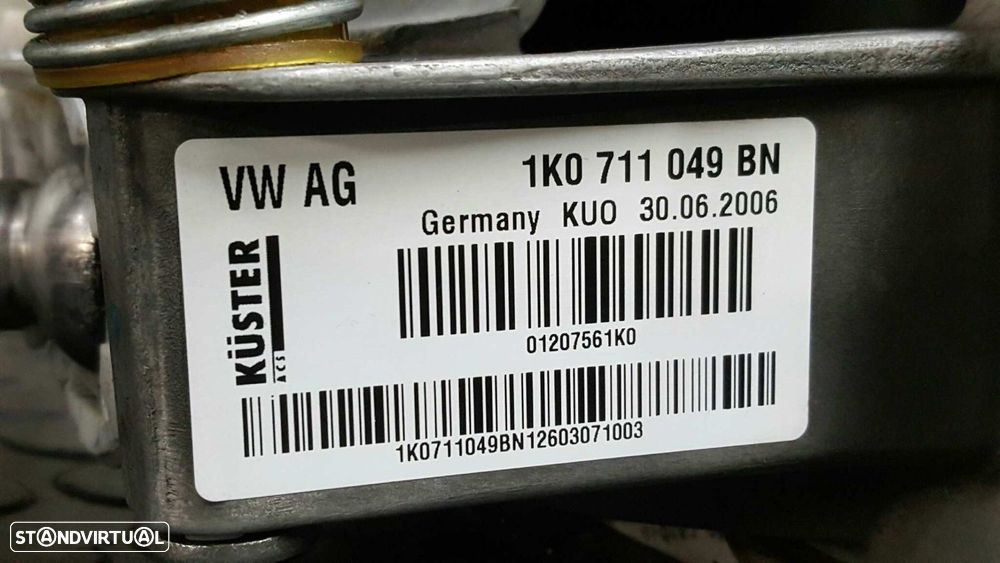 VW AG
1K0 711 049 BN
Germany KUO 30.06.2006
KÜSTER
ACS
01207561K0
1K0711049BN12603071003
STANDVIRTUAL